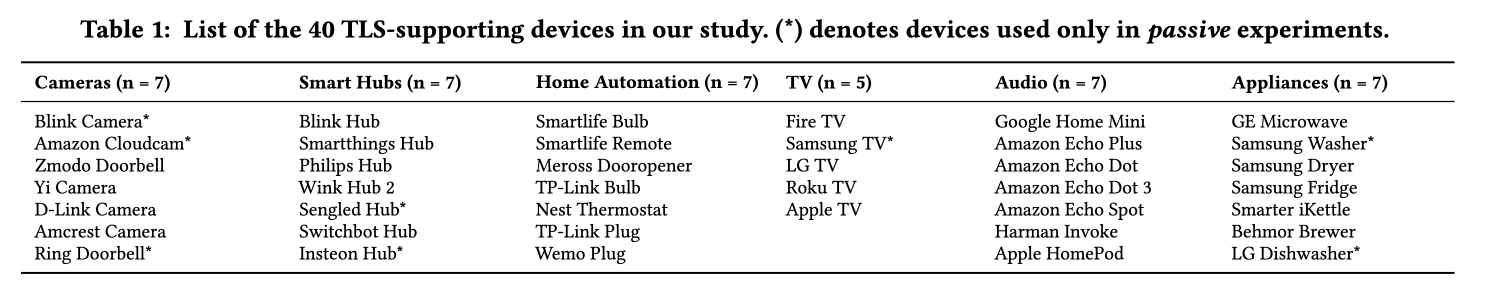 Table 1: List of the 40 TLS-supporting devices in our study. (*) denotes devices used only in passive experiments.
Cameras (n = 7) Smart Hubs (n = 7) Home Automation (n = 7) TV (n = 5) Audio (n = 7) Appliances (n = 7)
Blink Camera* Blink Hub Smartlife Bulb Fire TV Google Home Mini GE Microwave
Amazon Cloudcam* Smartthings Hub Smartlife Remote Samsung TV* Amazon Echo Plus Samsung Washer*
Zmodo Doorbell Philips Hub Meross Dooropener LG TV Amazon Echo Dot Samsung Dryer
Yi Camera Wink Hub 2 TP-Link Bulb Roku TV Amazon Echo Dot 3 Samsung Fridge
D-Link Camera Sengled Hub* Nest Thermostat Apple TV Amazon Echo Spot Smarter iKettle
Amcrest Camera Switchbot Hub TP-Link Plug Harman Invoke Behmor Brewer
Ring Doorbell* Insteon Hub* Wemo Plug Apple HomePod LG Dishwasher*